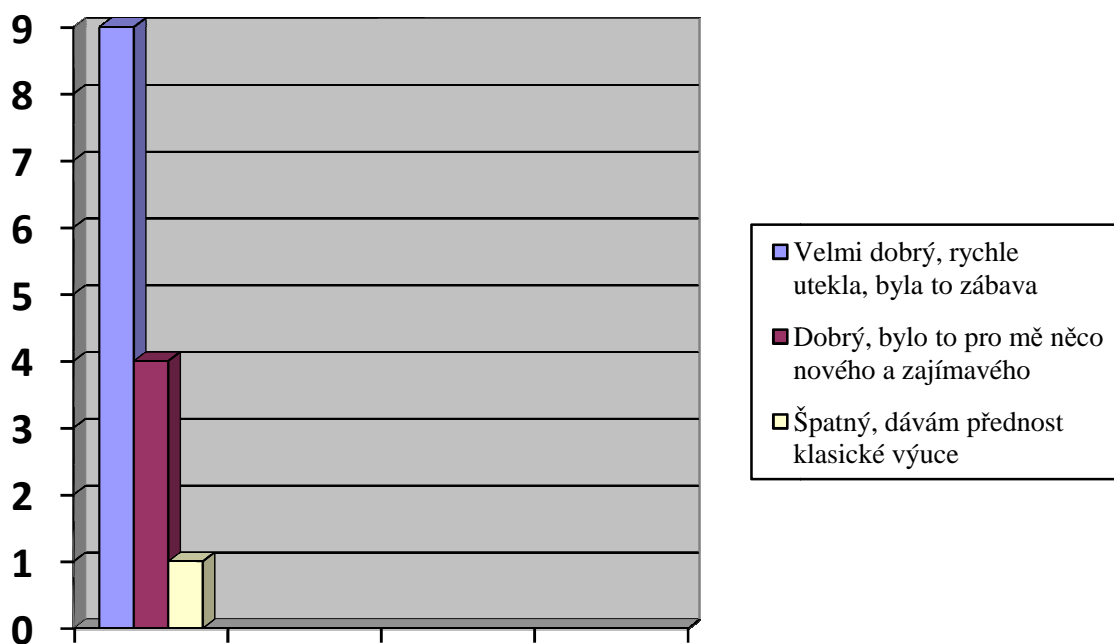 9
8
7
6
5
4
3
2
1
0
Velmi dobrý, rychle
utekla, byla to zábava
Dobrý, bylo to pro mě něco
nového a zajímavého
Špatný, dávám přednost
klasické výuce